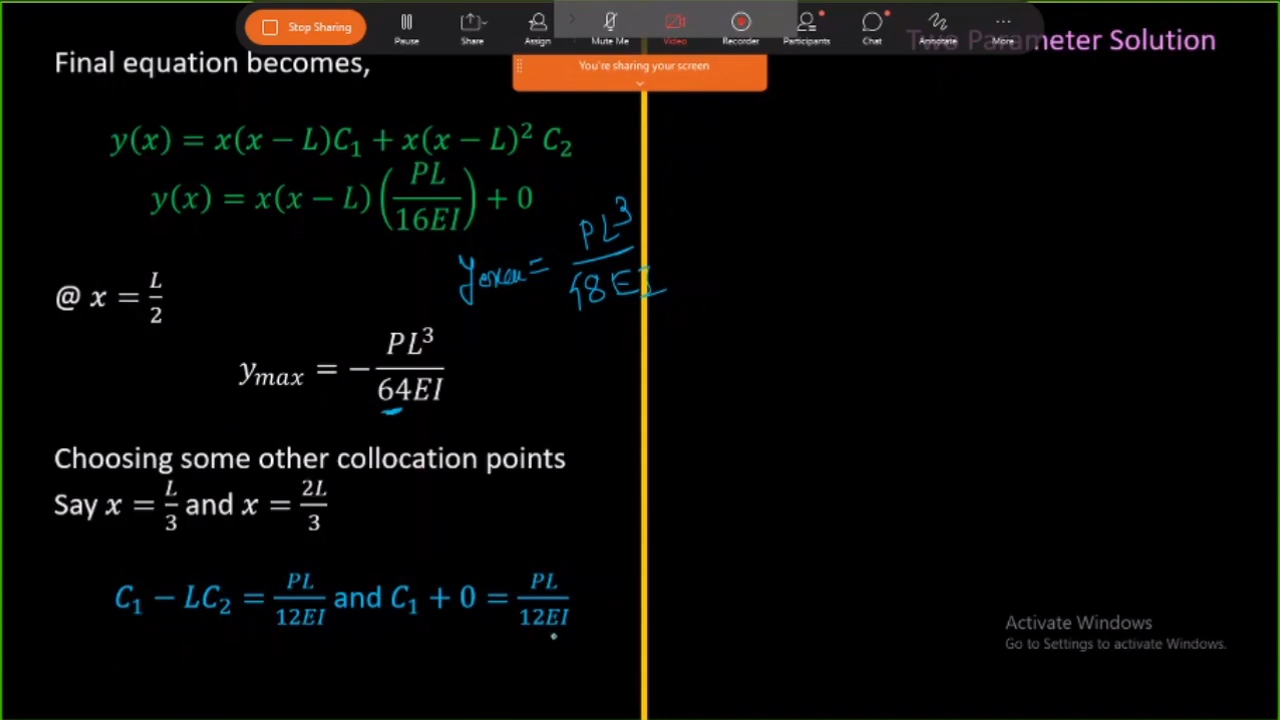 Stop Sharing
Pause
Share
Assign
Mute Me
Video
Recorder
Participants
Chat
Annotate
More
You're sharing your screen
Two Parameter Solution
Final equation becomes,
y(x) = x(x − L)C₁ + x(x − L)² C₂
y(x) = x(x − L) (PL/16EI) + 0
= PL³/48EI
@ x = L/2
y_max = − PL³/64EI
Choosing some other collocation points
Say x = L/3 and x = 2L/3
C₁ − LC₂ = PL/12EI and C₁ + 0 = PL/12EI
Activate Windows
Go to Settings to activate Windows.